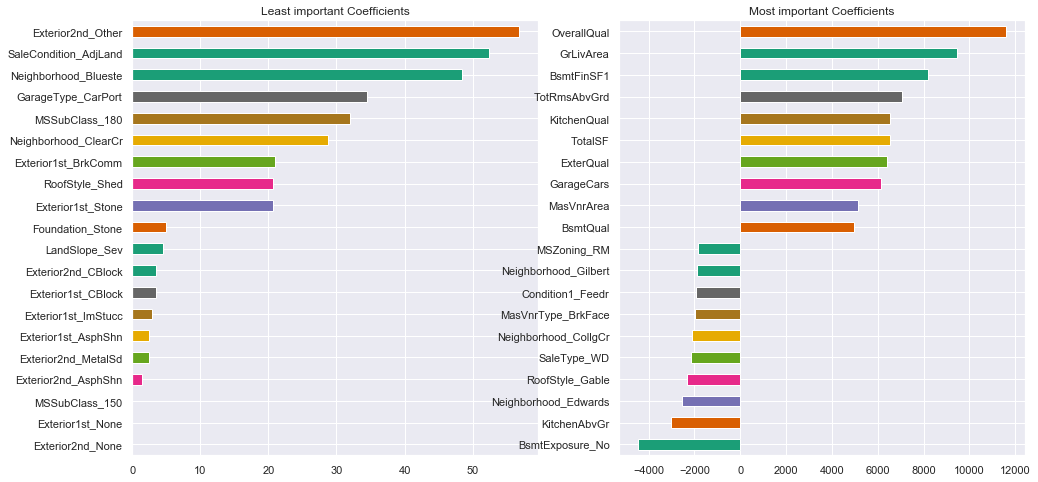 Least important Coefficients
Exterior2nd_Other
SaleCondition_AdjLand
Neighborhood_Blueste
GarageType_CarPort
MSSubClass_180
Neighborhood_ClearCr
Exterior1st_BrkComm
RoofStyle_Shed
Exterior1st_Stone
Foundation_Stone
LandSlope_Sev
Exterior2nd_CBlock
Exterior1st_CBlock
Exterior1st_ImStucc
Exterior1st_AsphShn
Exterior2nd_MetalSd
Exterior2nd_AsphShn
MSSubClass_150
Exterior1st_None
Exterior2nd_None
0 10 20 30 40 50
Most important Coefficients
OverallQual
GrLivArea
BsmtFinSF1
TotRmsAbvGrd
KitchenQual
TotalSF
ExterQual
GarageCars
MasVnrArea
BsmtQual
MSZoning_RM
Neighborhood_Gilbert
Condition1_Feedr
MasVnrType_BrkFace
Neighborhood_CollgCr
SaleType_WD
RoofStyle_Gable
Neighborhood_Edwards
KitchenAbvGr
BsmtExposure_No
−4000 −2000 0 2000 4000 6000 8000 10000 12000